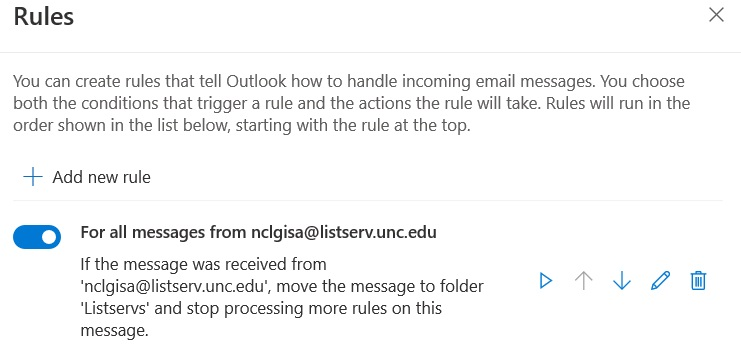 Rules
You can create rules that tell Outlook how to handle incoming email messages. You choose
both the conditions that trigger a rule and the actions the rule will take. Rules will run in the
order shown in the list below, starting with the rule at the top.
Add new rule
For all messages from nclgisa@listserv.unc.edu
If the message was received from
'nclgisa@listserv.unc.edu', move the message to folder
'Listservs' and stop processing more rules on this
message.